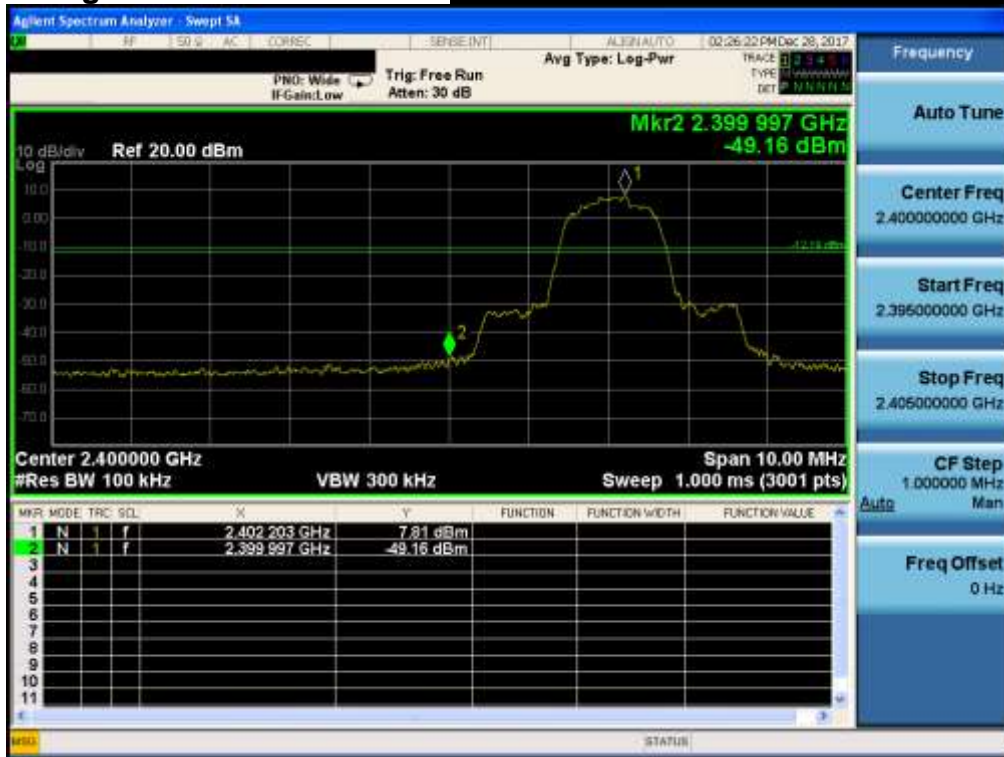 Agilent Spectrum Analyzer - Swept SA
RF 50 Ω AC CORREC SENSE:INT ALIGN AUTO 02:26:22 PM Dec 28, 2017
Avg Type: Log-Pwr TRACE 1 2 3 4 5 6
PNO: Wide Trig: Free Run TYPE
IFGain:Low Atten: 30 dB DET P N N N N N
Mkr2 2.399 997 GHz
-49.16 dBm
10 dB/div Ref 20.00 dBm
Log
10.0
0.00
-10.0
-20.0
-30.0
-40.0
-50.0
-60.0
-70.0
1
2
Center 2.400000 GHz Span 10.00 MHz
#Res BW 100 kHz VBW 300 kHz Sweep 1.000 ms (3001 pts)
MKR MODE TRC SCL X Y FUNCTION FUNCTION WIDTH FUNCTION VALUE
1 N 1 f 2.402 203 GHz 7.81 dBm
2 N 1 f 2.399 997 GHz -49.16 dBm
3
4
5
6
7
8
9
10
11
MSG STATUS
Frequency
Auto Tune
Center Freq
2.400000000 GHz
Start Freq
2.395000000 GHz
Stop Freq
2.405000000 GHz
CF Step
1.000000 MHz
Auto Man
Freq Offset
0 Hz